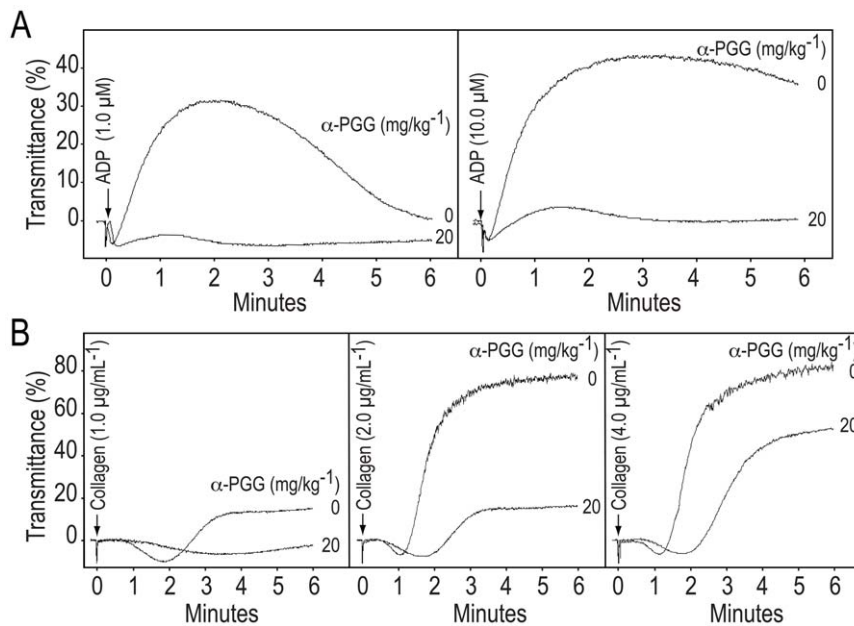 A
Transmittance (%)
40
30
20
10
0
ADP (1.0 µM)
α-PGG (mg/kg-1)
0
20
0 1 2 3 4 5 6
Minutes
ADP (10.0 µM)
α-PGG (mg/kg-1)
0
20
0 1 2 3 4 5 6
Minutes
B
Transmittance (%)
80
60
40
20
0
Collagen (1.0 µg/mL-1)
α-PGG (mg/kg-1)
0
20
0 1 2 3 4 5 6
Minutes
Collagen (2.0 µg/mL-1)
α-PGG (mg/kg-1)
0
20
0 1 2 3 4 5 6
Minutes
Collagen (4.0 µg/mL-1)
α-PGG (mg/kg-1)
0
20
0 1 2 3 4 5 6
Minutes